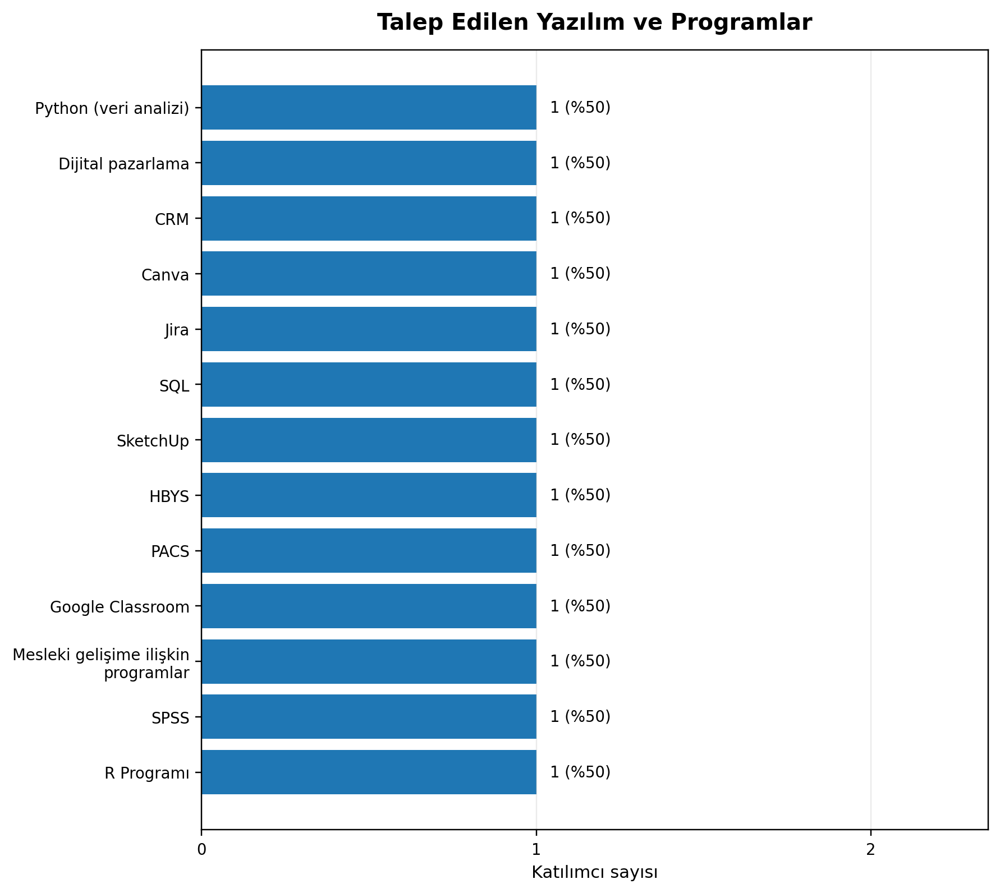 Talep Edilen Yazılım ve Programlar
Python (veri analizi) 1 (%50)
Dijital pazarlama 1 (%50)
CRM 1 (%50)
Canva 1 (%50)
Jira 1 (%50)
SQL 1 (%50)
SketchUp 1 (%50)
HBYS 1 (%50)
PACS 1 (%50)
Google Classroom 1 (%50)
Mesleki gelişime ilişkin
programlar 1 (%50)
SPSS 1 (%50)
R Programı 1 (%50)
0 1 2
Katılımcı sayısı